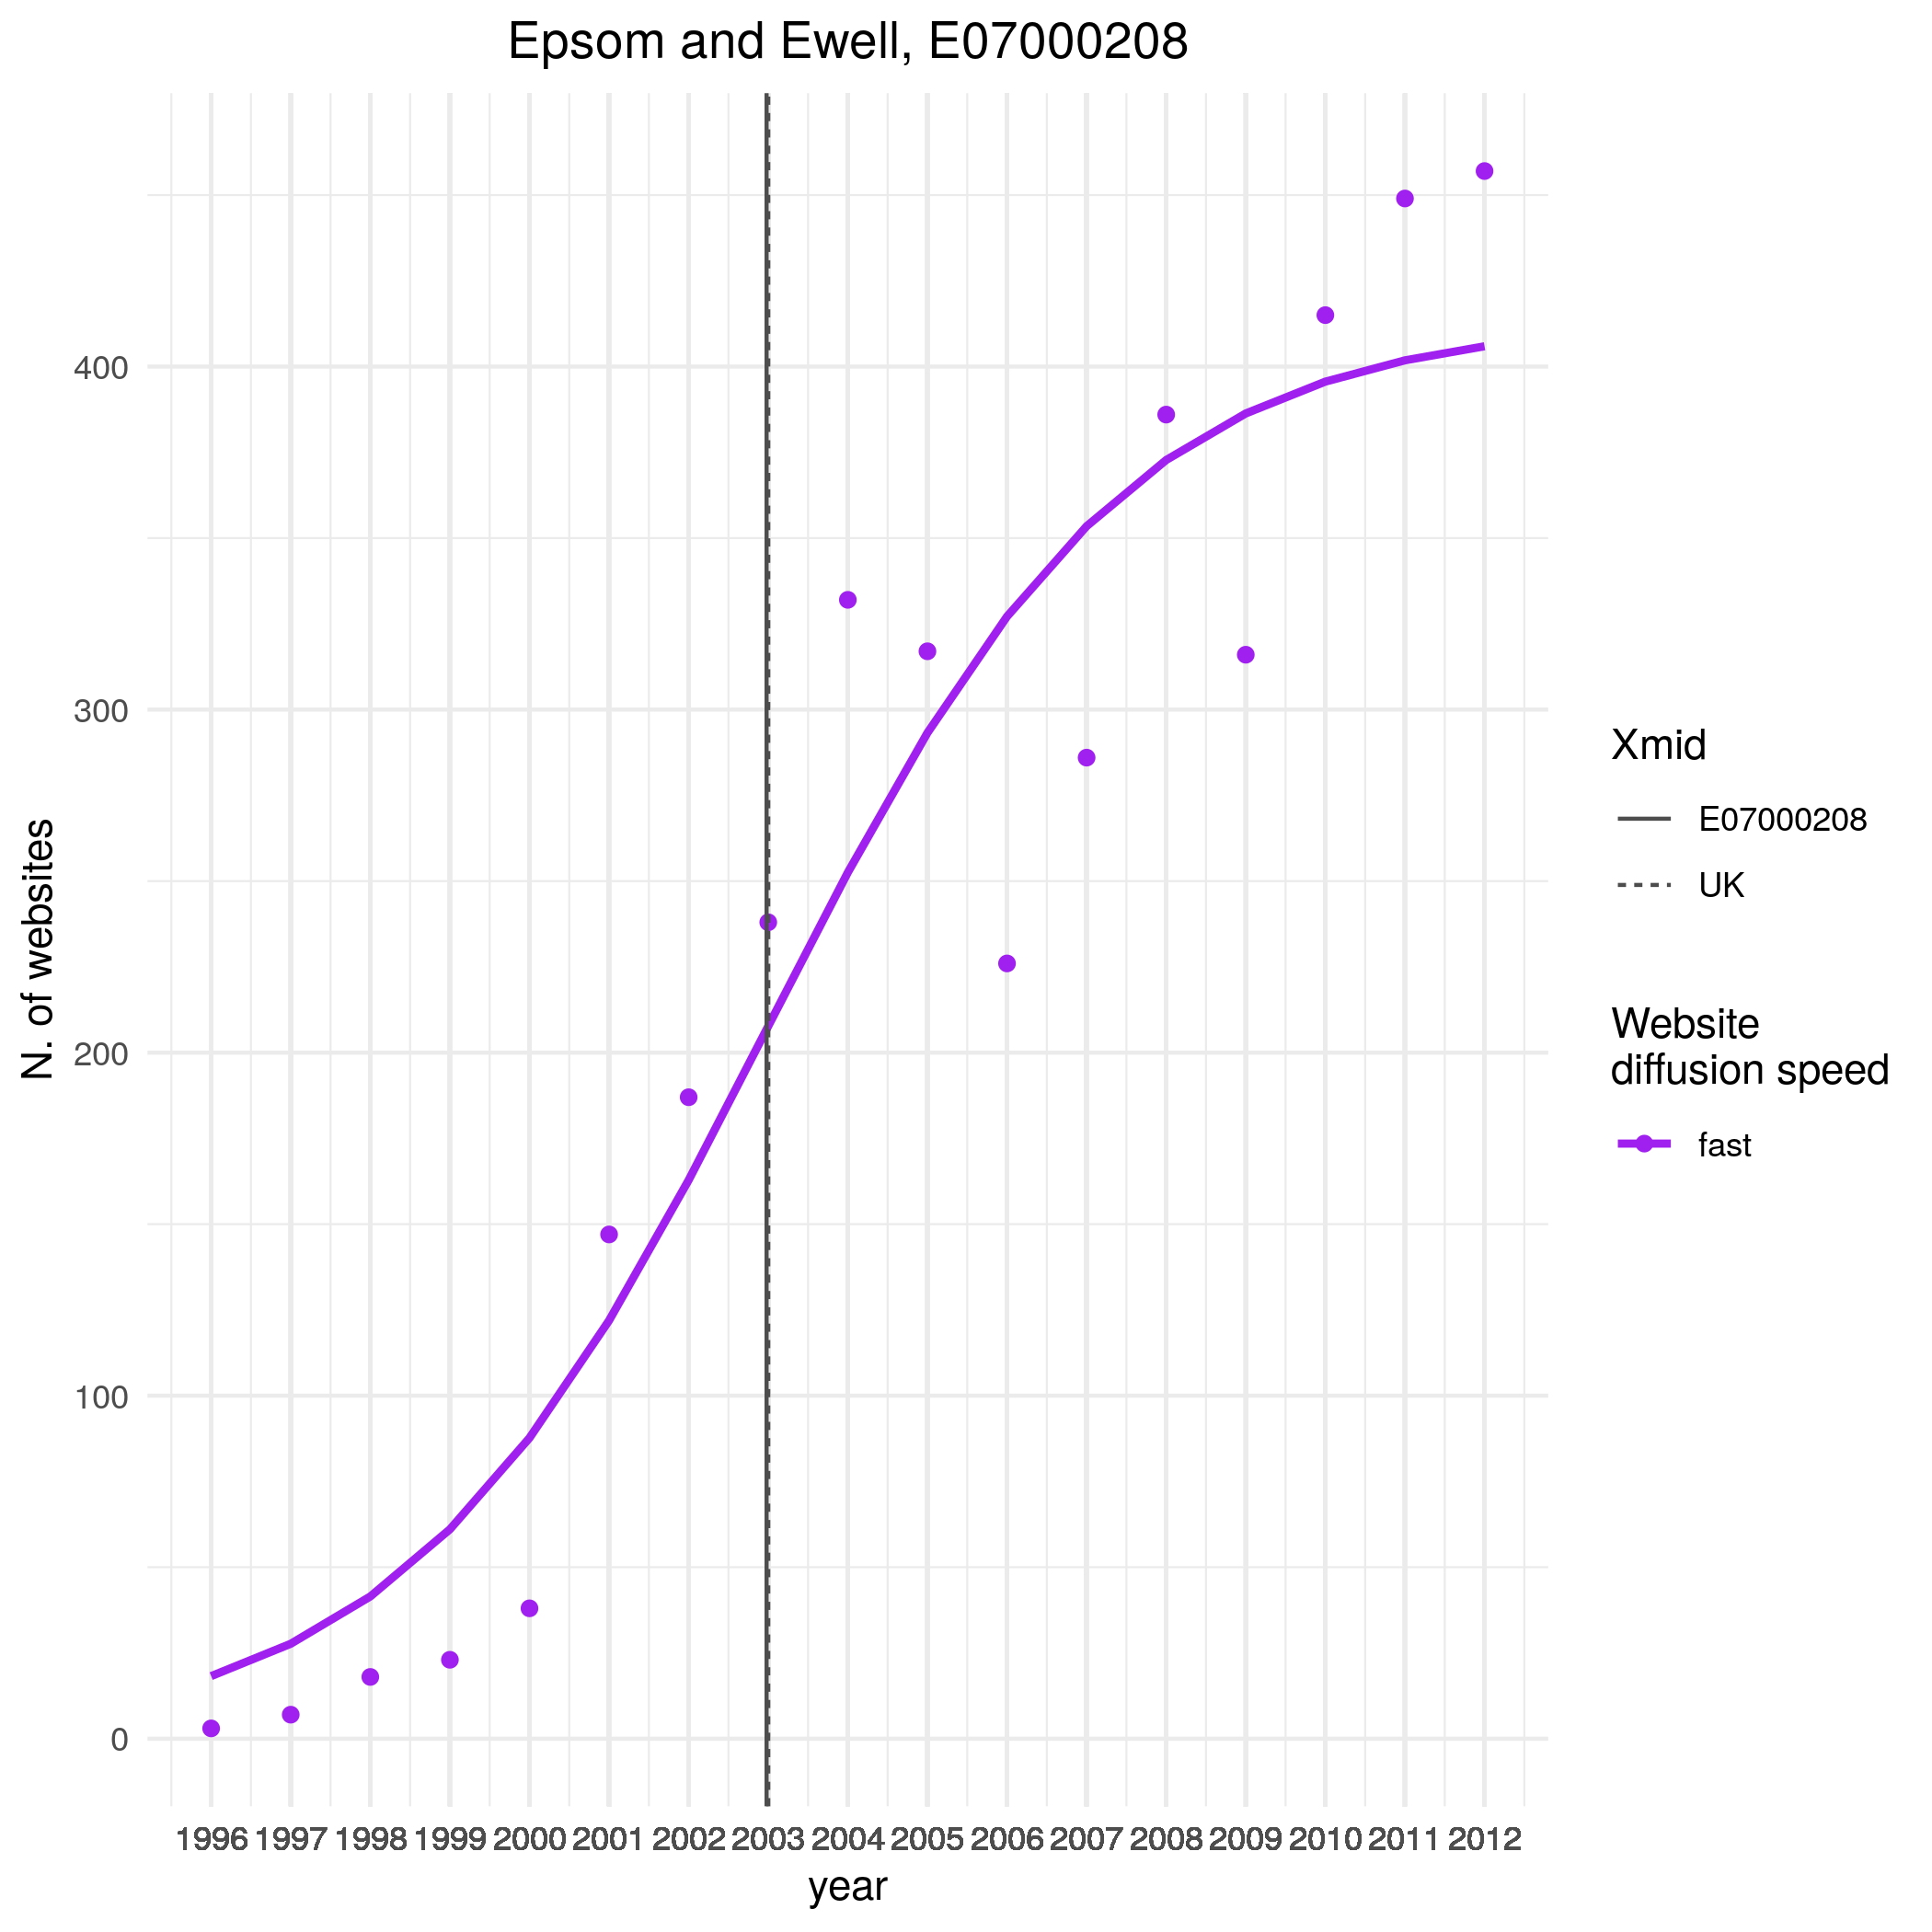 Epsom and Ewell, E07000208
N. of websites
400
300
200
100
0
1996 1997 1998 1999 2000 2001 2002 2003 2004 2005 2006 2007 2008 2009 2010 2011 2012
year
Xmid
E07000208
UK
Website
diffusion speed
fast